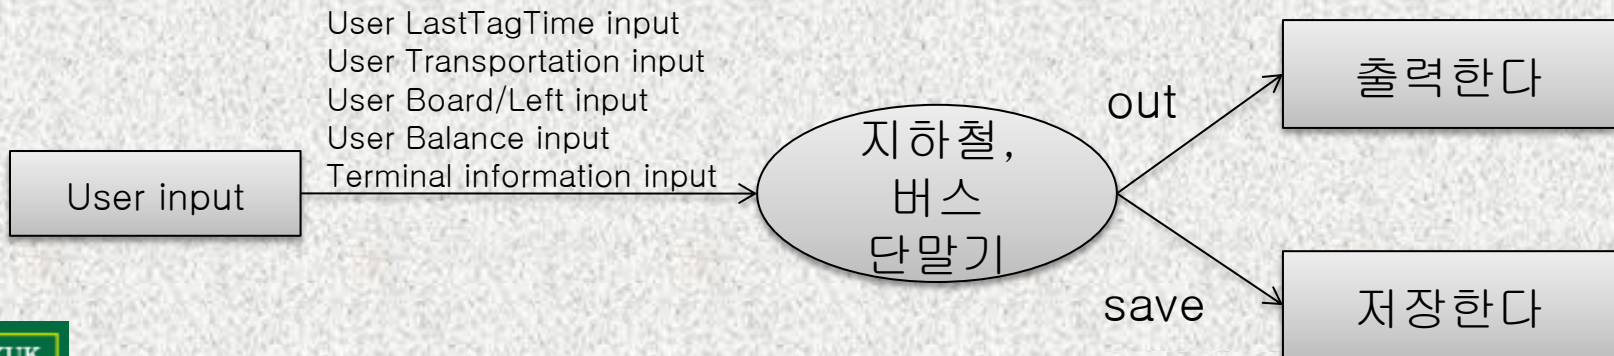 User LastTagTime input
User Transportation input
User Board/Left input
User Balance input
Terminal information input
User input
지하철,
버스
단말기
out
출력한다
save
저장한다